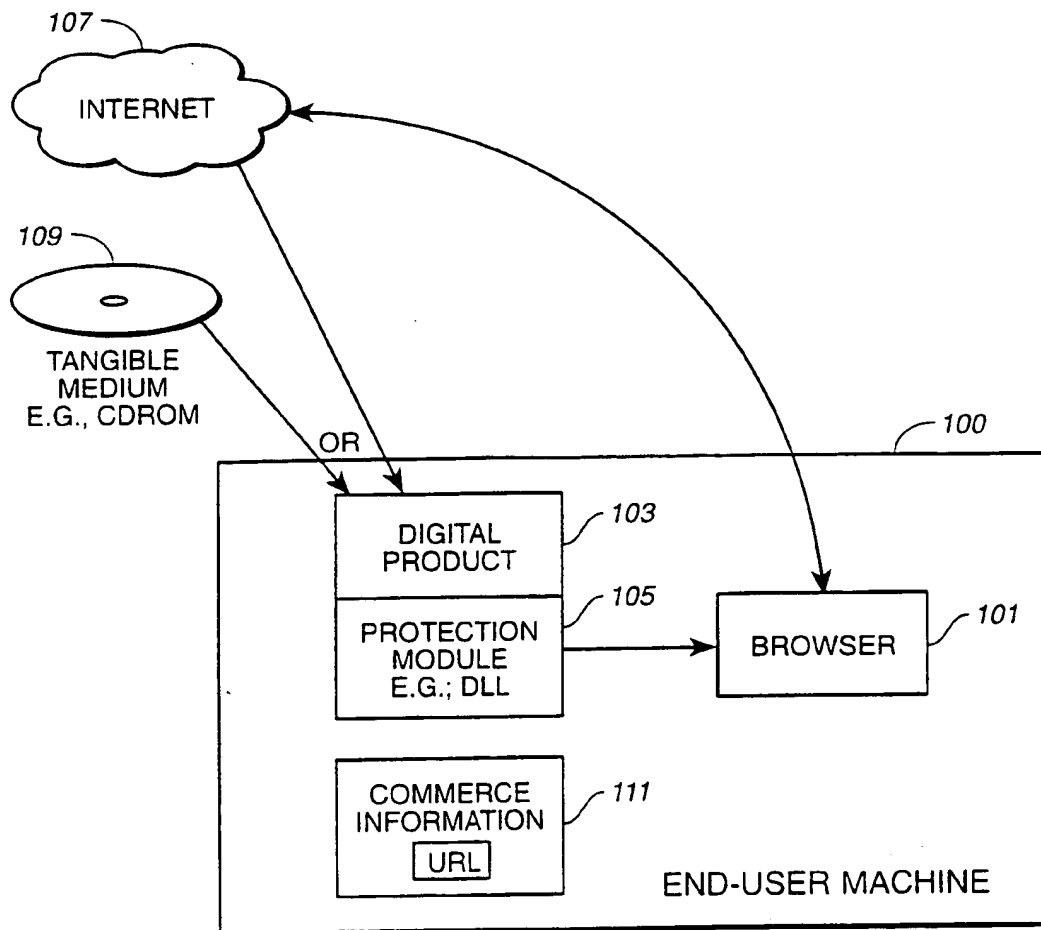 107
INTERNET
109
TANGIBLE
MEDIUM
E.G., CDROM
OR
100
DIGITAL
PRODUCT
103
PROTECTION
MODULE
E.G.; DLL
105
BROWSER
101
COMMERCE
INFORMATION
URL
111
END-USER MACHINE